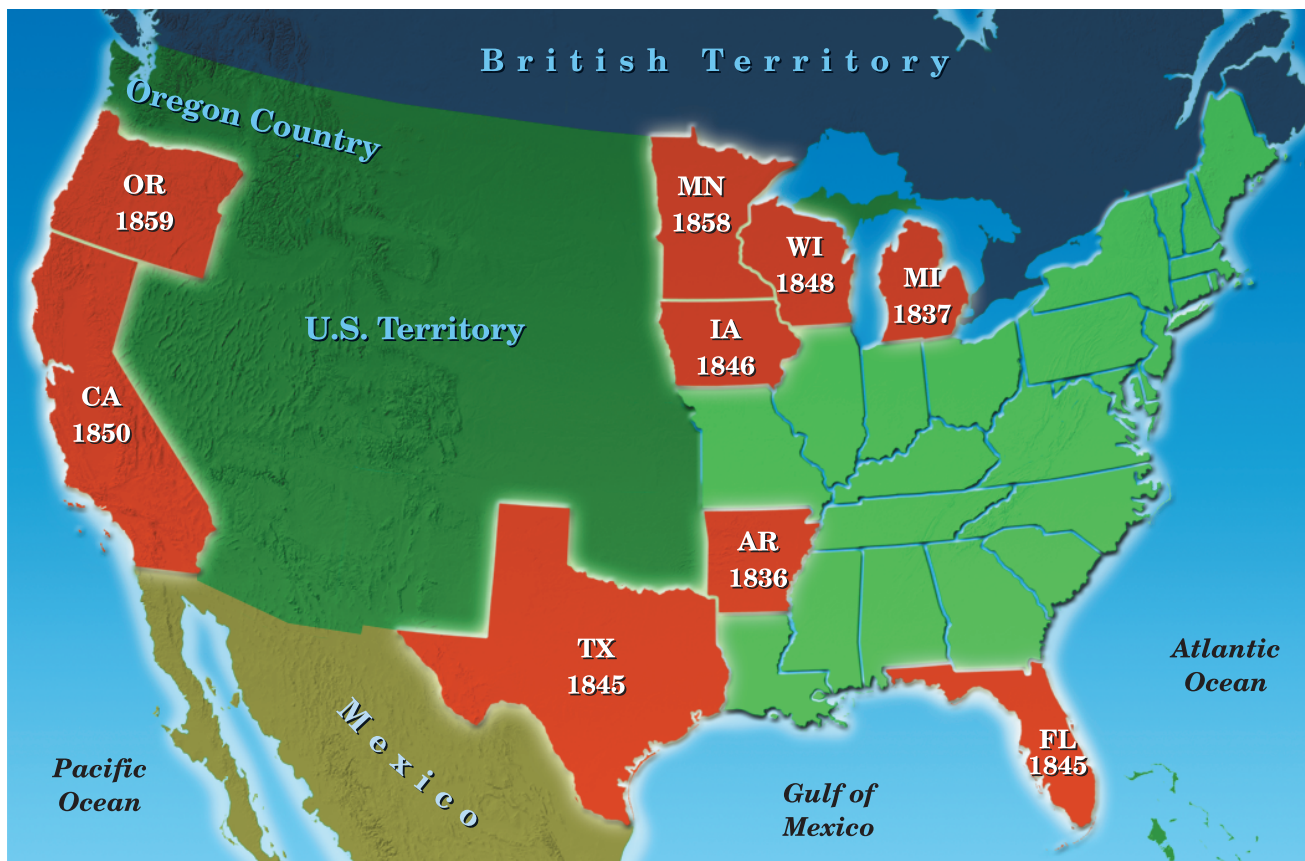 British Territory
Oregon Country
OR
1859
MN
1858
WI
1848
MI
1837
U.S. Territory
IA
1846
CA
1850
AR
1836
TX
1845
Mexico
FL
1845
Atlantic
Ocean
Pacific
Ocean
Gulf of
Mexico